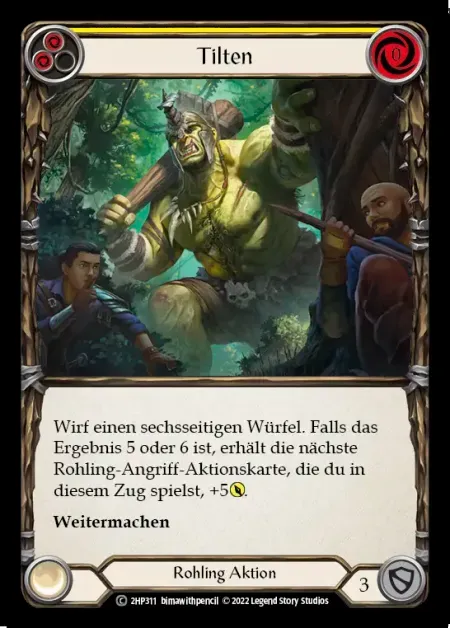 0
Tilten
Wirf einen sechsseitigen Würfel. Falls das
Ergebnis 5 oder 6 ist, erhält die nächste
Rohling-Angriff-Aktionskarte, die du in
diesem Zug spielst, +5.
Weitermachen
Rohling Aktion
3
C 2HP311 bimawithpencil © 2022 Legend Story Studios